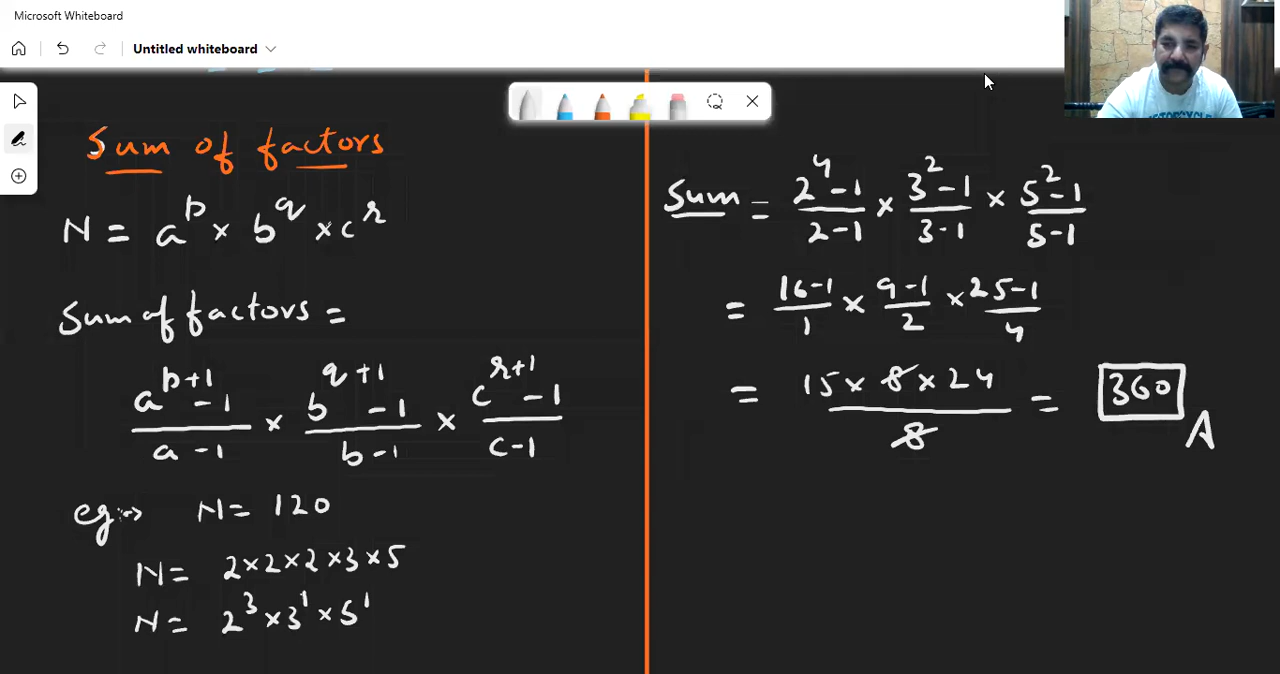 Microsoft Whiteboard
Untitled whiteboard
Sum of factors
N = a^p × b^q × c^r
Sum of factors =
a^(p+1) - 1 / a - 1 × b^(q+1) - 1 / b - 1 × c^(r+1) - 1 / c - 1
eg → N = 120
N = 2×2×2×3×5
N = 2^3 × 3^1 × 5^1
Sum = 2^4 - 1 / 2 - 1 × 3^2 - 1 / 3 - 1 × 5^2 - 1 / 5 - 1
= 16 - 1 / 1 × 9 - 1 / 2 × 25 - 1 / 4
= 15 × 8 × 24 / 8 = 360
A